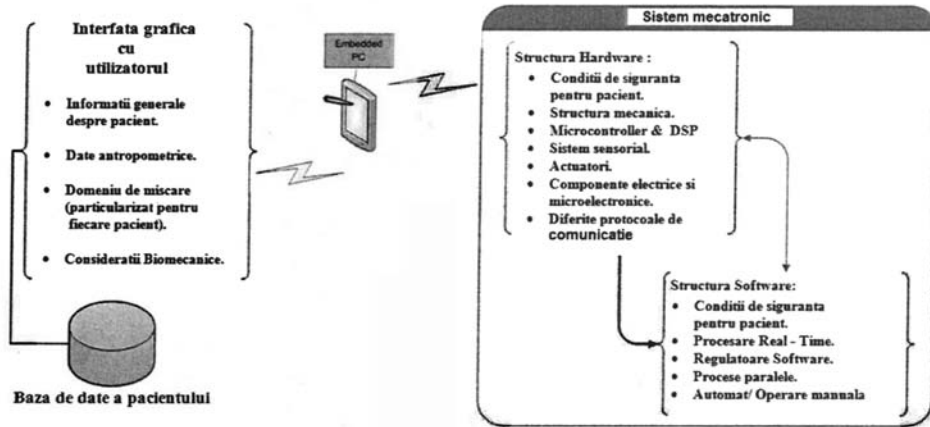 Interfata grafica
cu
utilizatorul
• Informatii generale
despre pacient.
• Date antropometrice.
• Domeniu de miscare
(particularizat pentru
fiecare pacient).
• Consideratii Biomecanice.
Baza de date a pacientului
Embedded
PC
Sistem mecatronic
Structura Hardware :
• Conditii de siguranta
pentru pacient.
• Structura mecanica.
• Microcontroller & DSP
• Sistem sensorial.
• Actuatori.
• Componente electrice si
microelectronice.
• Diferite protocoale de
comunicatie
Structura Software:
• Conditii de siguranta
pentru pacient.
• Procesare Real - Time.
• Regulatoare Software.
• Procese paralele.
• Automat/ Operare manuala